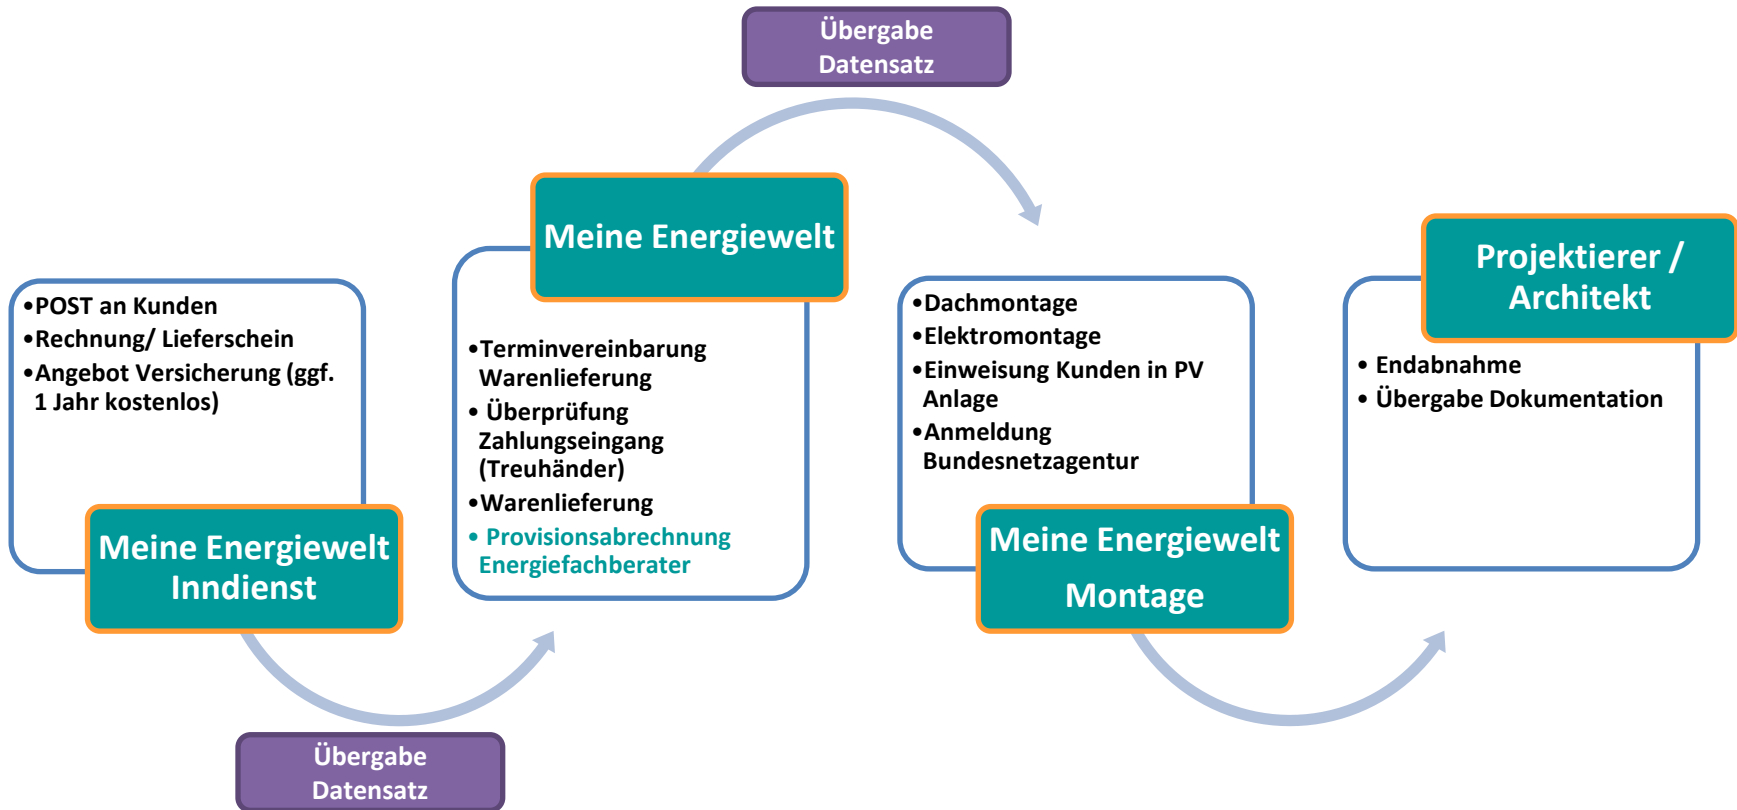 Übergabe
Datensatz
•POST an Kunden
•Rechnung/ Lieferschein
•Angebot Versicherung (ggf.
1 Jahr kostenlos)
Meine Energiewelt
Inndienst
Übergabe
Datensatz
Meine Energiewelt
•Terminvereinbarung
Warenlieferung
• Überprüfung
Zahlungseingang
(Treuhänder)
•Warenlieferung
• Provisionsabrechnung
Energiefachberater
•Dachmontage
•Elektromontage
•Einweisung Kunden in PV
Anlage
•Anmeldung
Bundesnetzagentur
Meine Energiewelt
Montage
Projektierer /
Architekt
• Endabnahme
• Übergabe Dokumentation